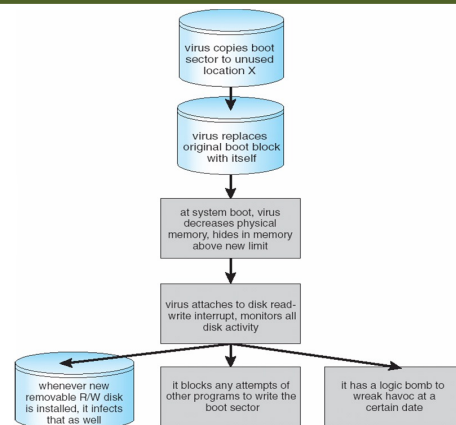 virus copies boot
sector to unused
location X
virus replaces
original boot block
with itself
at system boot, virus
decreases physical
memory, hides in memory
above new limit
virus attaches to disk read-
write interrupt, monitors all
disk activity
whenever new
removable R/W disk
is installed, it infects
that as well
it blocks any attempts of
other programs to write the
boot sector
it has a logic bomb to
wreak havoc at a
certain date